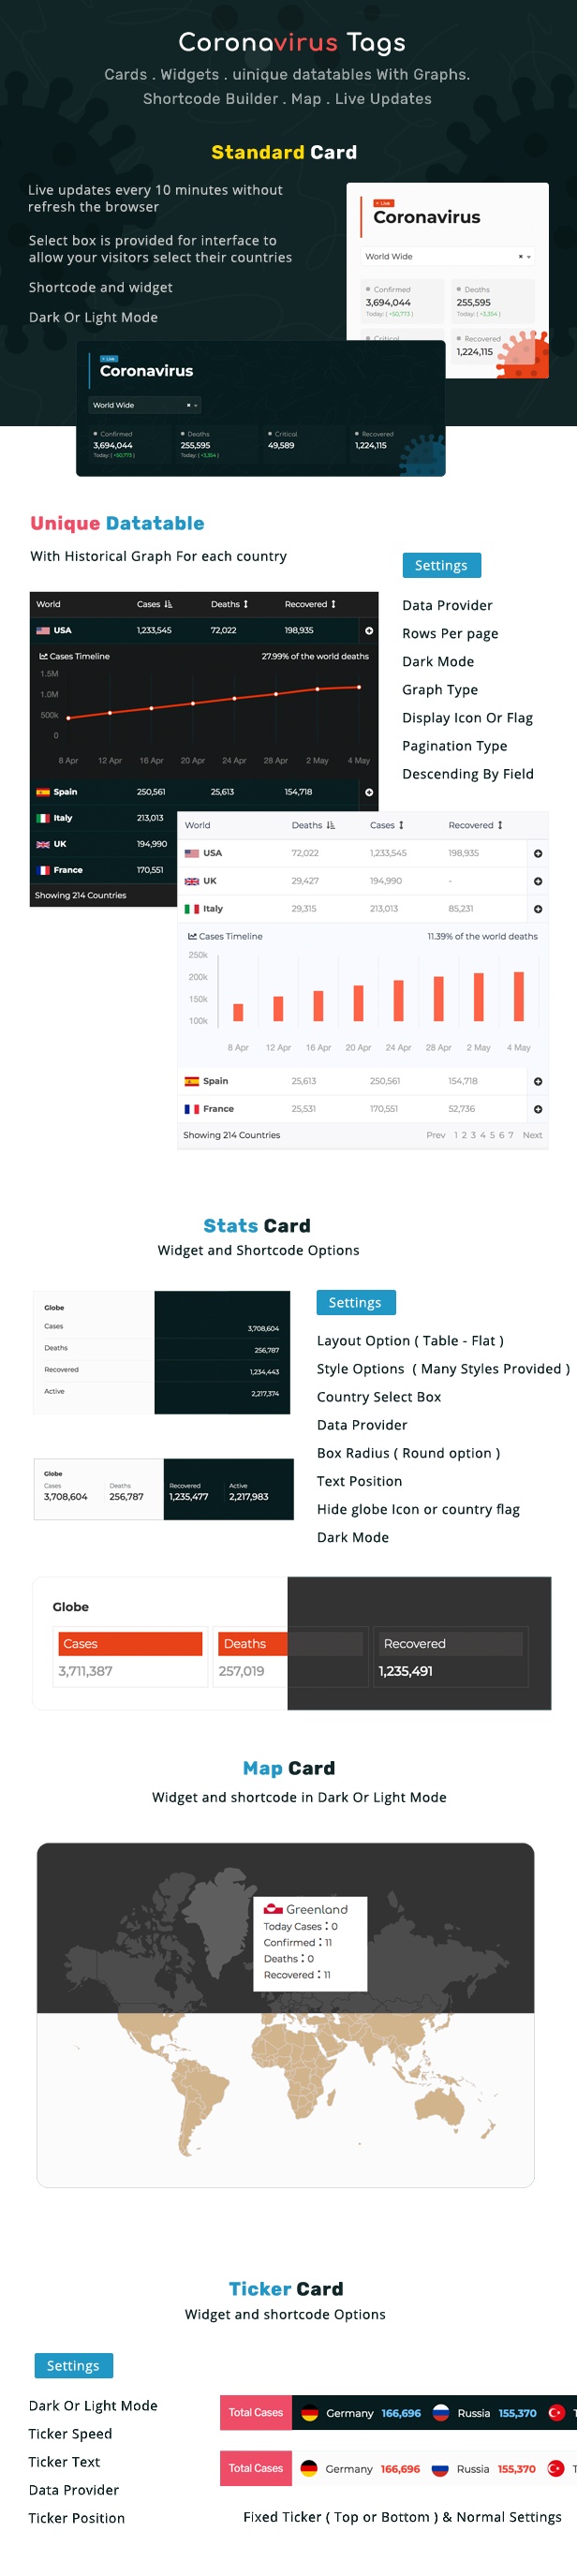 Coronavirus Tags
Cards . Widgets . uinique datatables With Graphs.
Shortcode Builder . Map . Live Updates
Standard Card
Live updates every 10 minutes without
refresh the browser
Select box is provided for interface to
allow your visitors select their countries
Shortcode and widget
Dark Or Light Mode
Live
Coronavirus
World Wide
Confirmed Deaths
3,694,044 255,595
Today: ( +50,773 ) Today: ( +3,354 )
Critical Recovered
1,224,115
Live
Coronavirus
World Wide
Confirmed Deaths Critical Recovered
3,694,044 255,595 49,589 1,224,115
Today: ( +50,773 ) Today: ( +3,354 )
Unique Datatable
With Historical Graph For each country
Settings
Data Provider
Rows Per page
Dark Mode
Graph Type
Display Icon Or Flag
Pagination Type
Descending By Field
World Cases Deaths Recovered
USA 1,233,545 72,022 198,935
Cases Timeline 27.99% of the world deaths
1.5M
1.0M
500k
0
8 Apr 12 Apr 16 Apr 20 Apr 24 Apr 28 Apr 2 May 4 May
Spain 250,561 25,613 154,718
Italy 213,013
UK 194,990
France 170,551
Showing 214 Countries
World Deaths Cases Recovered
USA 72,022 1,233,545 198,935
UK 29,427 194,990 -
Italy 29,315 213,013 85,231
Cases Timeline 11.39% of the world deaths
250k
200k
150k
100k
8 Apr 12 Apr 16 Apr 20 Apr 24 Apr 28 Apr 2 May 4 May
Spain 25,613 250,561 154,718
France 25,531 170,551 52,736
Showing 214 Countries Prev 1 2 3 4 5 6 7 Next
Stats Card
Widget and Shortcode Options
Globe
Cases 3,708,604
Deaths 256,787
Recovered 1,234,443
Active 2,217,374
Globe
Cases Deaths Recovered Active
3,708,604 256,787 1,235,477 2,217,983
Settings
Layout Option ( Table - Flat )
Style Options ( Many Styles Provided )
Country Select Box
Data Provider
Box Radius ( Round option )
Text Position
Hide globe Icon or country flag
Dark Mode
Globe
Cases Deaths Recovered
3,711,387 257,019 1,235,491
Map Card
Widget and shortcode in Dark Or Light Mode
Greenland
Today Cases : 0
Confirmed : 11
Deaths : 0
Recovered : 11
Ticker Card
Widget and shortcode Options
Settings
Dark Or Light Mode
Ticker Speed
Ticker Text
Data Provider
Ticker Position
Total Cases Germany 166,696 Russia 155,370 T
Total Cases Germany 166,696 Russia 155,370 T
Fixed Ticker ( Top or Bottom ) & Normal Settings